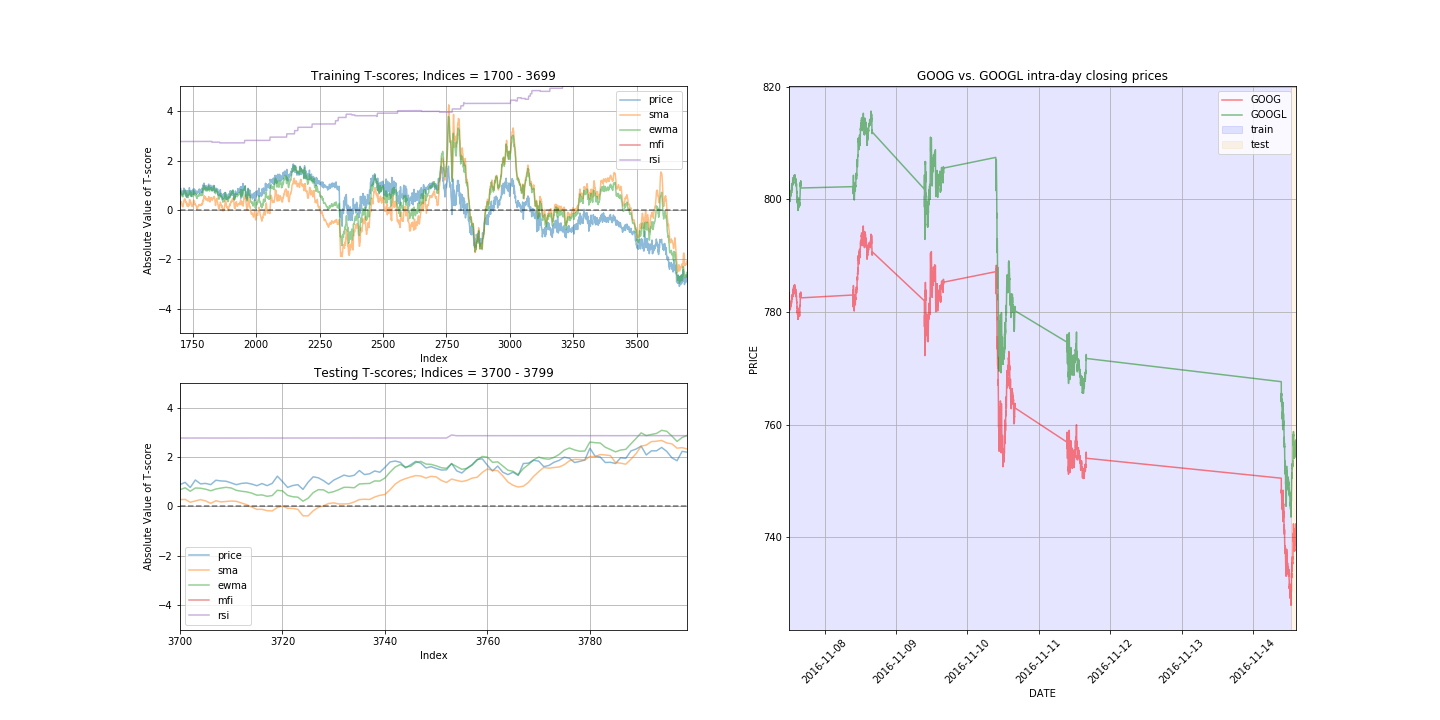 Training T-scores; Indices = 1700 - 3699
Absolute Value of T-score
4
2
0
−2
−4
price
sma
ewma
mfi
rsi
1750 2000 2250 2500 2750 3000 3250 3500
Index
Testing T-scores; Indices = 3700 - 3799
Absolute Value of T-score
4
2
0
−2
−4
price
sma
ewma
mfi
rsi
3700 3720 3740 3760 3780
Index
GOOG vs. GOOGL intra-day closing prices
PRICE
820
800
780
760
740
GOOG
GOOGL
train
test
2016-11-08 2016-11-09 2016-11-10 2016-11-11 2016-11-12 2016-11-13 2016-11-14
DATE